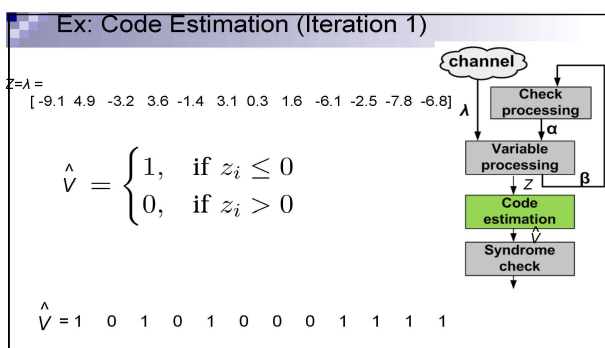 Ex: Code Estimation (Iteration 1)
Z=λ=
[ -9.1 4.9 -3.2 3.6 -1.4 3.1 0.3 1.6 -6.1 -2.5 -7.8 -6.8]
V̂ = {1, if zᵢ ≤ 0
0, if zᵢ > 0
V̂ = 1 0 1 0 1 0 0 0 1 1 1 1
channel
λ
Check
processing
α
Variable
processing
Z
β
Code
estimation
V̂
Syndrome
check